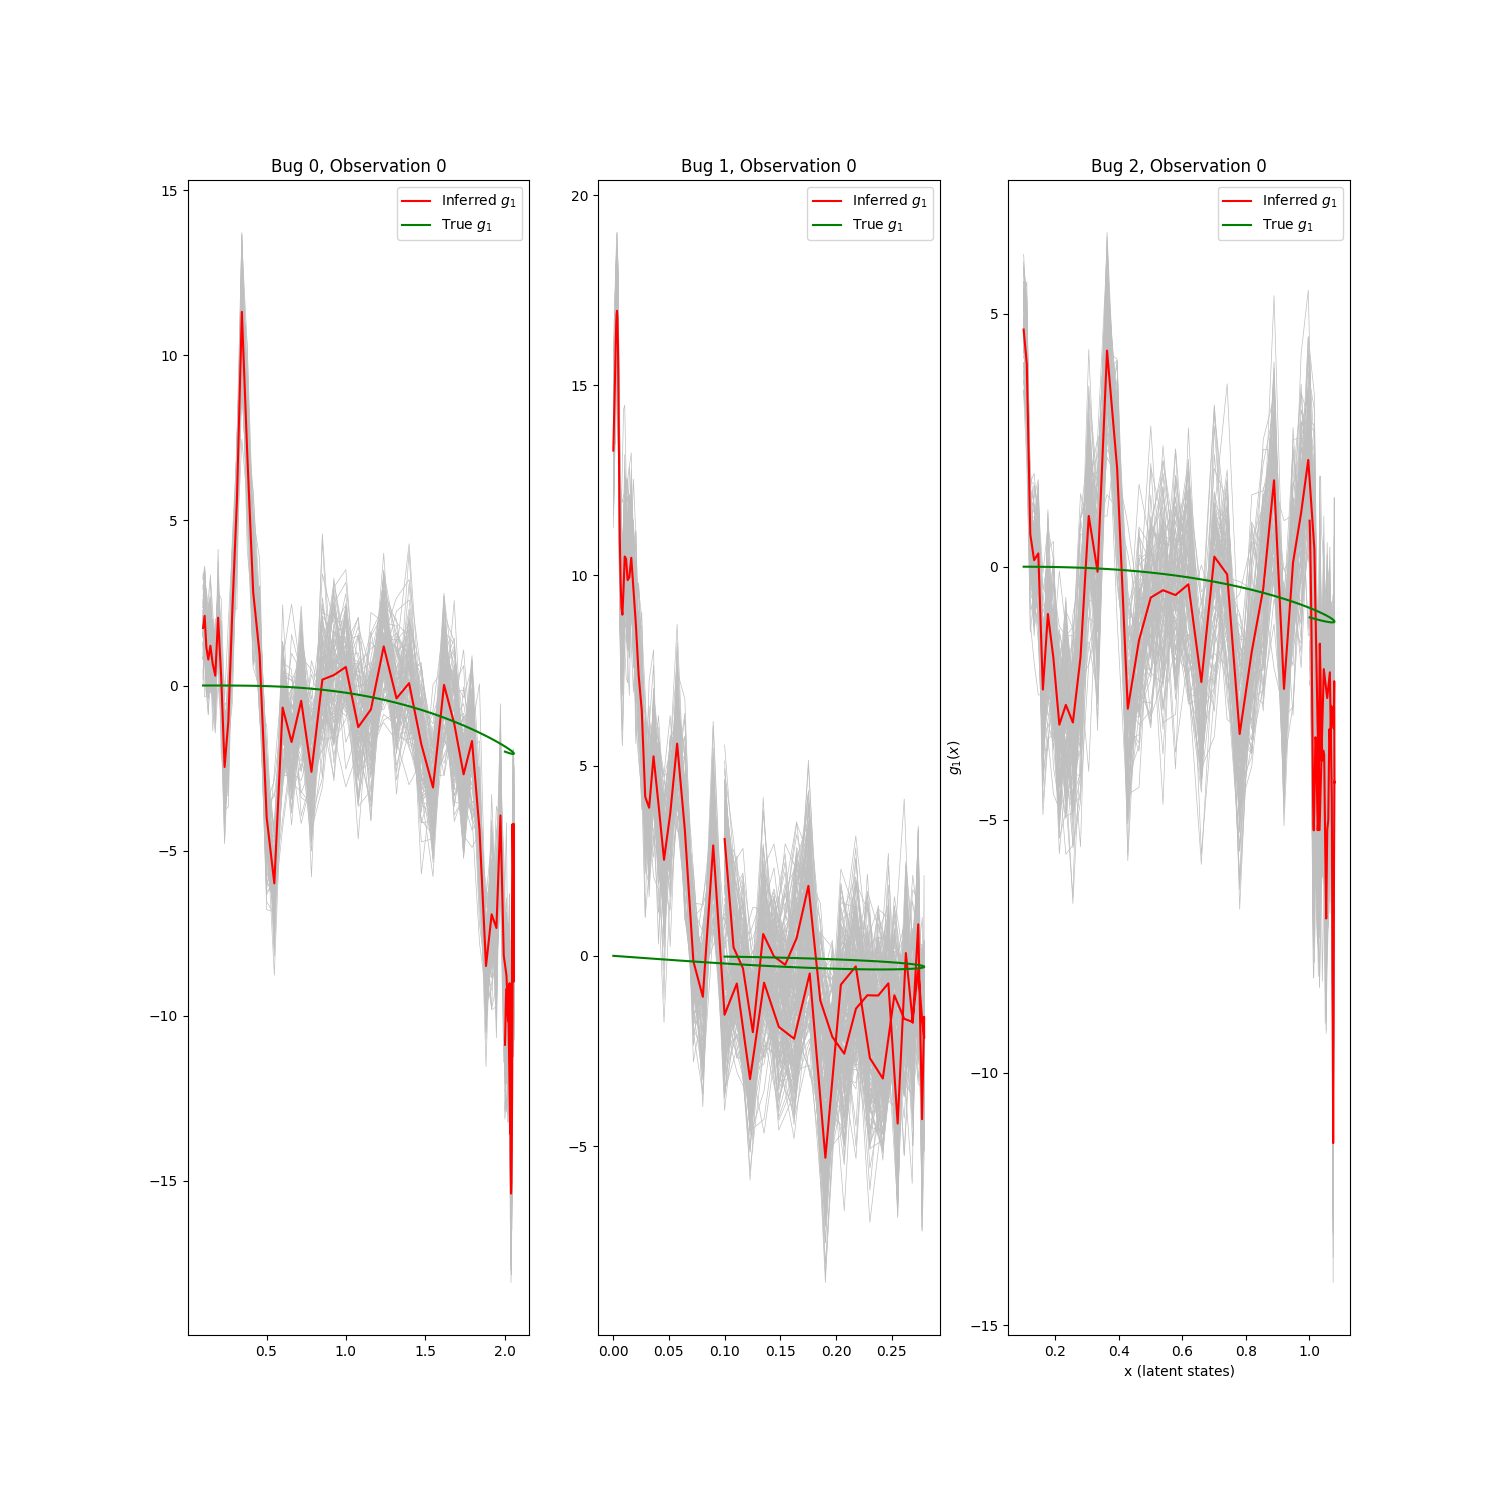 Bug 0, Observation 0
Inferred g₁
True g₁
15
10
5
0
−5
−10
−15
0.5 1.0 1.5 2.0
Bug 1, Observation 0
Inferred g₁
True g₁
20
15
10
5
0
−5
0.00 0.05 0.10 0.15 0.20 0.25
Bug 2, Observation 0
Inferred g₁
True g₁
g₁(x)
5
0
−5
−10
−15
0.2 0.4 0.6 0.8 1.0
x (latent states)